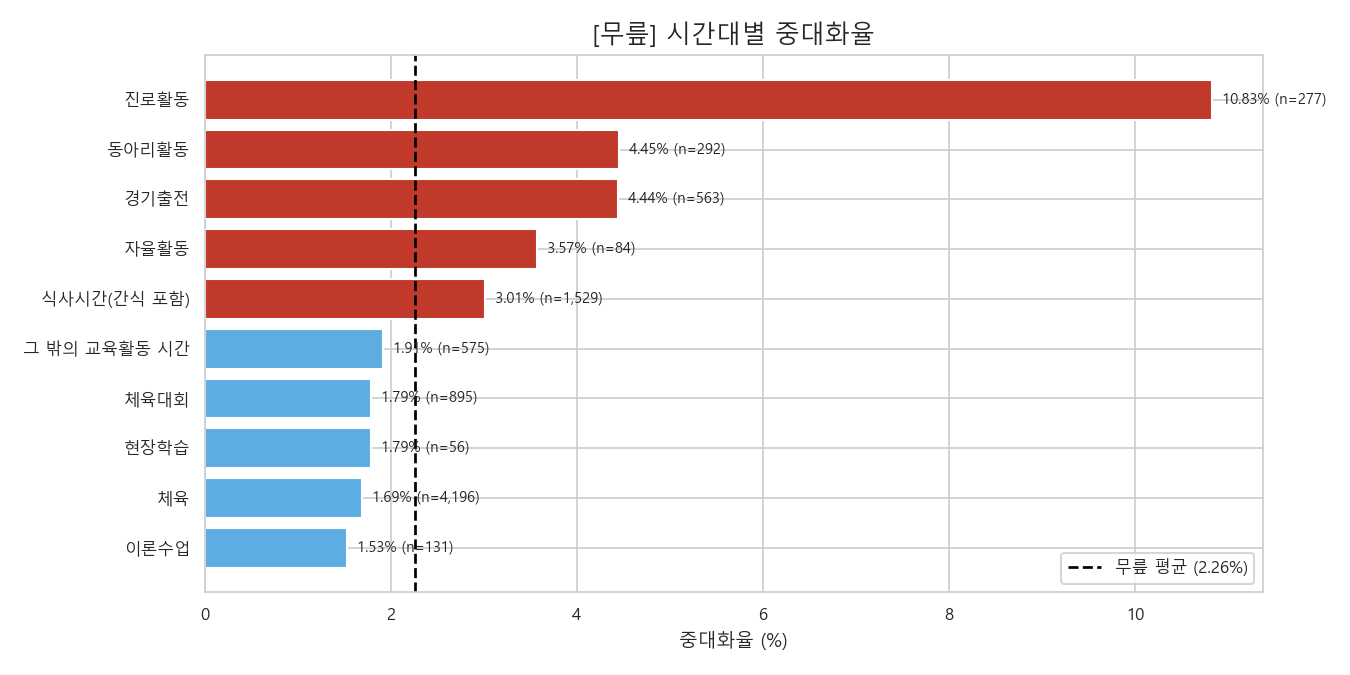 [무릎] 시간대별 중대화율
진로활동 10.83% (n=277)
동아리활동 4.45% (n=292)
경기출전 4.44% (n=563)
자율활동 3.57% (n=84)
식사시간(간식 포함) 3.01% (n=1,529)
그 밖의 교육활동 시간 1.91% (n=575)
체육대회 1.79% (n=895)
현장학습 1.79% (n=56)
체육 1.69% (n=4,196)
이론수업 1.53% (n=131)
무릎 평균 (2.26%)
0 2 4 6 8 10
중대화율 (%)